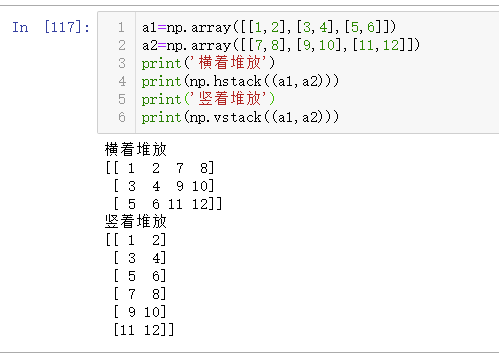 In [117]:
1 a1=np.array([[1,2],[3,4],[5,6]])
2 a2=np.array([[7,8],[9,10],[11,12]])
3 print('横着堆放')
4 print(np.hstack((a1,a2)))
5 print('竖着堆放')
6 print(np.vstack((a1,a2)))
横着堆放
[[ 1  2  7  8]
 [ 3  4  9 10]
 [ 5  6 11 12]]
竖着堆放
[[ 1  2]
 [ 3  4]
 [ 5  6]
 [ 7  8]
 [ 9 10]
 [11 12]]